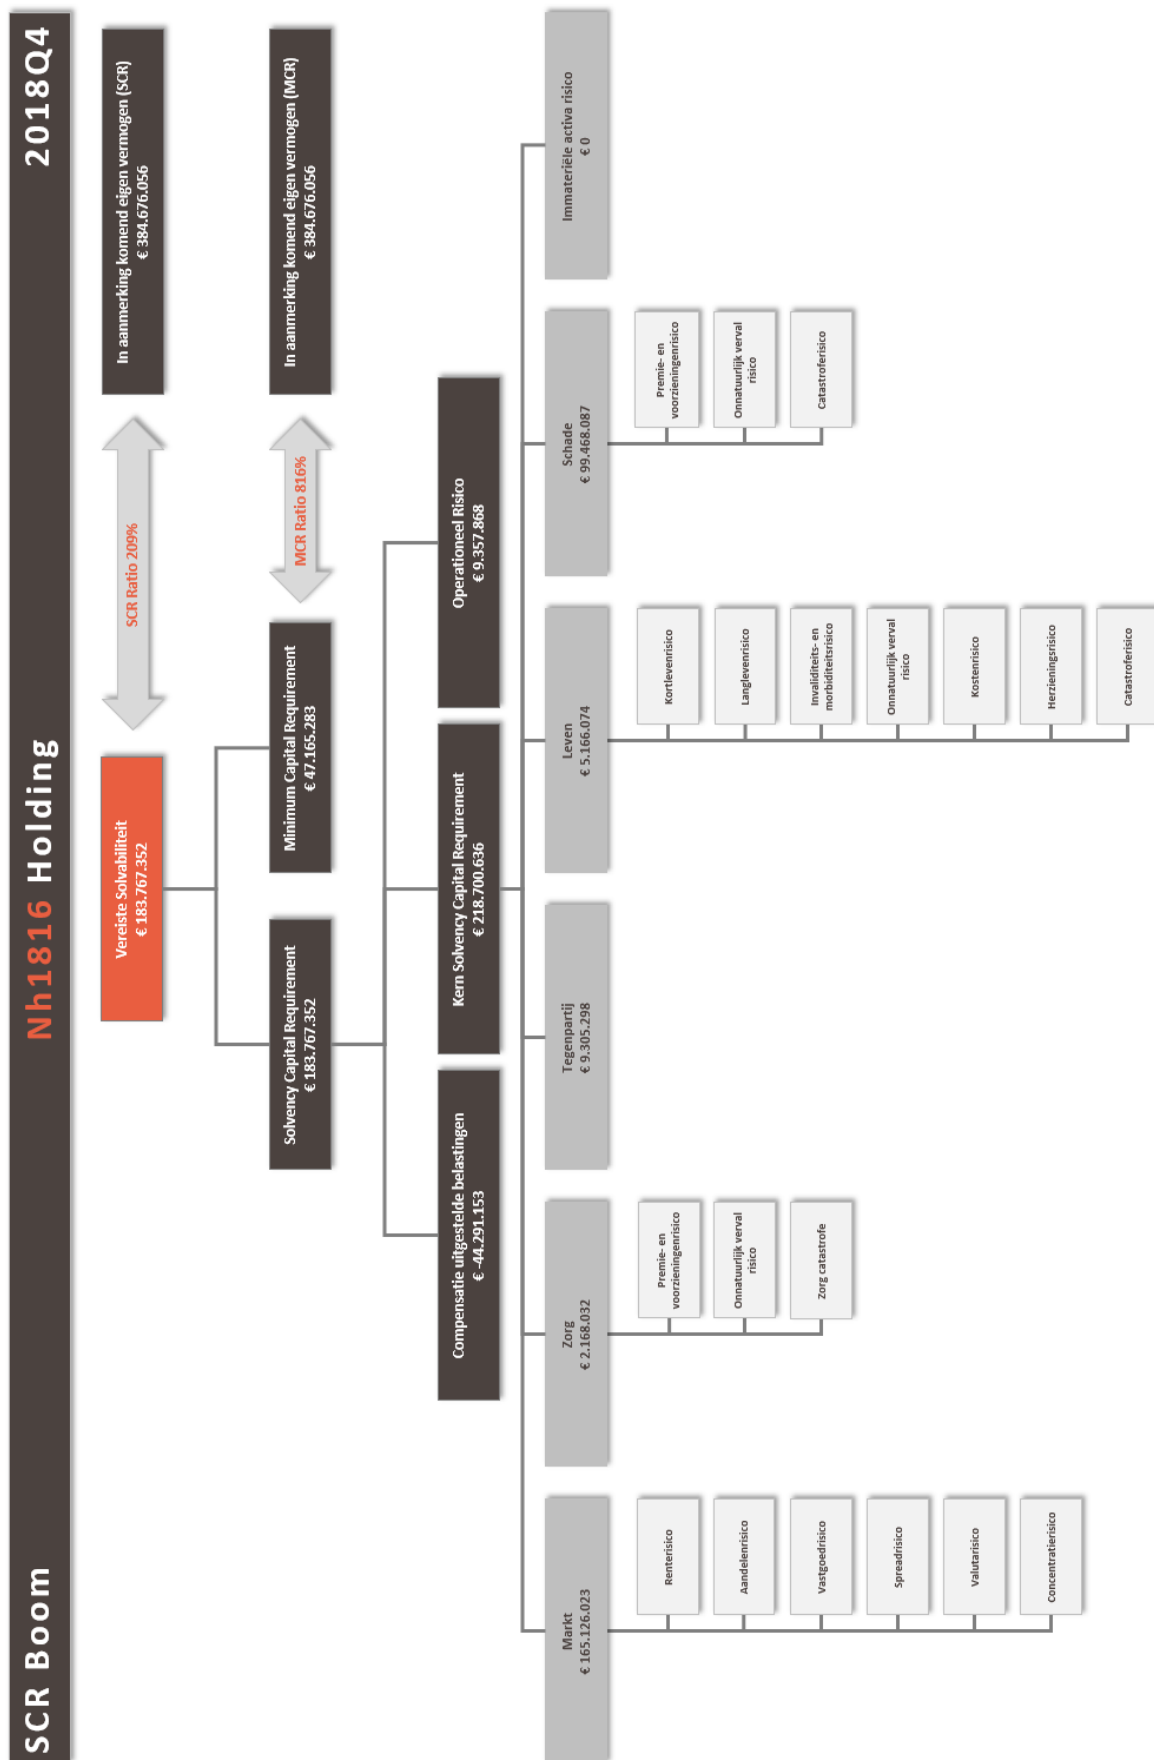 SCR Boom Nh1816 Holding 2018Q4
Vereiste Solvabiliteit
€ 183.767.352
SCR Ratio 209%
In aanmerking komend eigen vermogen (SCR)
€ 384.676.056
Solvency Capital Requirement
€ 183.767.352
Minimum Capital Requirement
€ 47.165.283
MCR Ratio 816%
In aanmerking komend eigen vermogen (MCR)
€ 384.676.056
Compensatie uitgestelde belastingen
€ -44.291.153
Kern Solvency Capital Requirement
€ 218.700.636
Operationeel Risico
€ 9.357.868
Markt
€ 165.126.023
Zorg
€ 2.168.032
Tegenpartij
€ 9.305.298
Leven
€ 5.166.074
Schade
€ 99.468.087
Immateriële activa risico
€ 0
Renterisico
Aandelenrisico
Vastgoedrisico
Spreadrisico
Valutarisico
Concentratierisico
Premie- en
voorzieningenrisico
Onnatuurlijk verval
risico
Zorg catastrofe
Kortlevenrisico
Langlevenrisico
Invaliditeits- en
morbiditeitsrisico
Onnatuurlijk verval
risico
Kostenrisico
Herzieningsrisico
Catastroferisico
Premie- en
voorzieningenrisico
Onnatuurlijk verval
risico
Catastroferisico